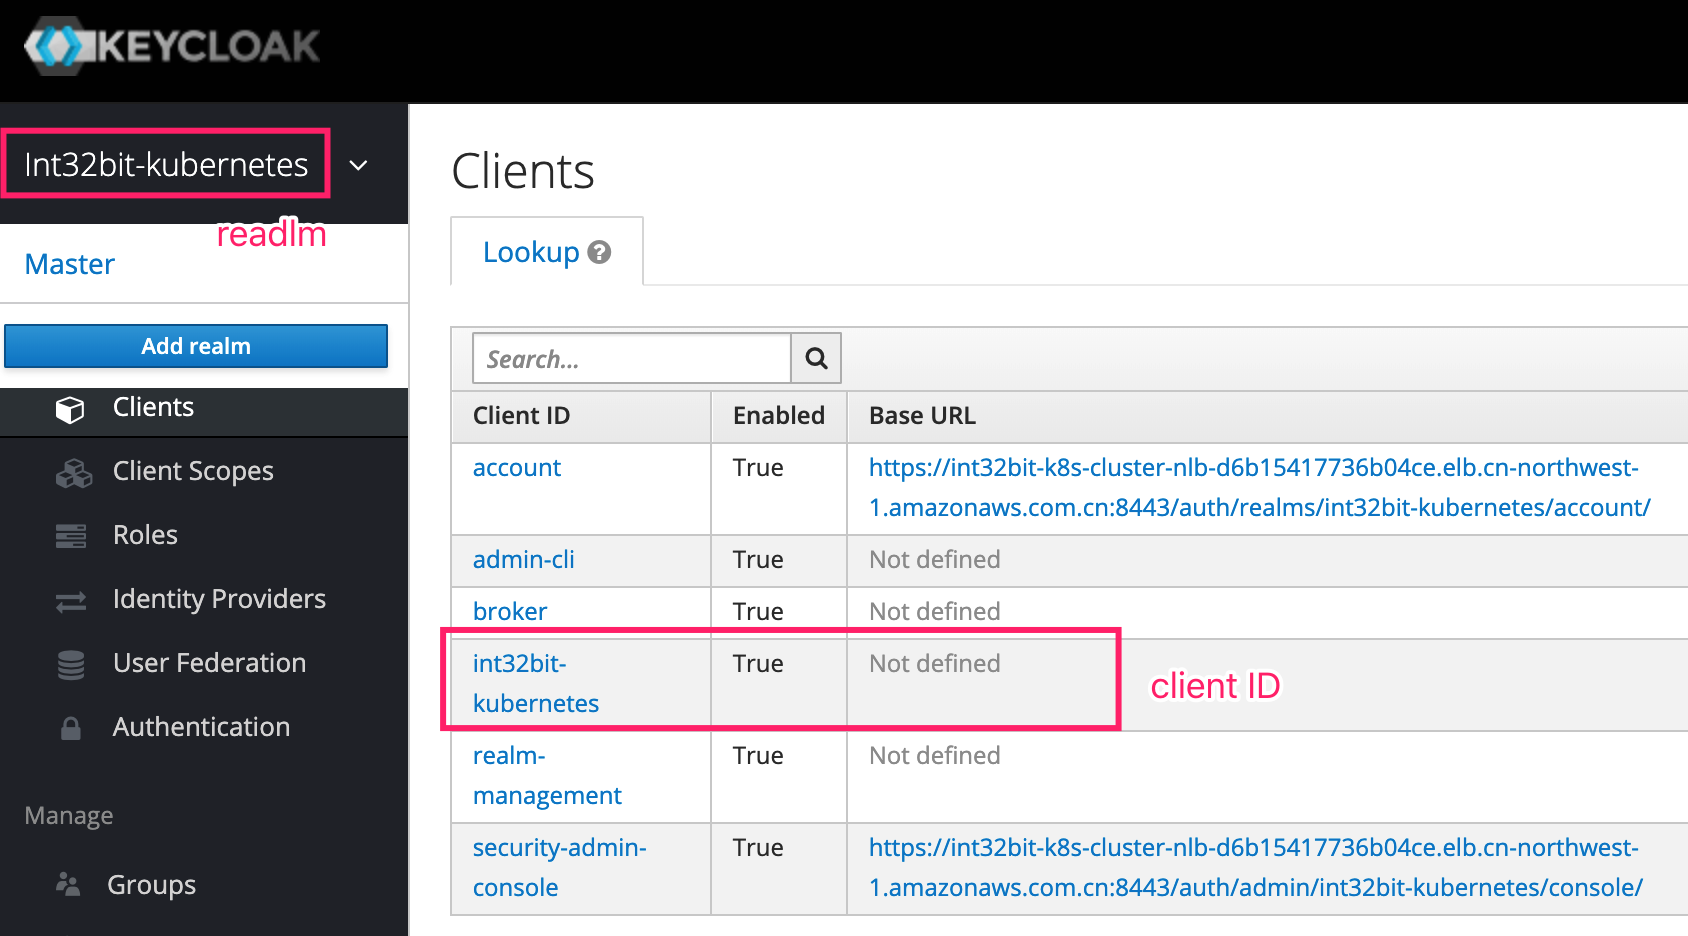 KEYCLOAK
Int32bit-kubernetes
readlm
Master
Add realm
Clients
Client Scopes
Roles
Identity Providers
User Federation
Authentication
Manage
Groups
Clients
Lookup ?
Search...
Client ID Enabled Base URL
account True https://int32bit-k8s-cluster-nlb-d6b15417736b04ce.elb.cn-northwest-
1.amazonaws.com.cn:8443/auth/realms/int32bit-kubernetes/account/
admin-cli True Not defined
broker True Not defined
int32bit- True Not defined
kubernetes
client ID
realm- True Not defined
management
security-admin- True https://int32bit-k8s-cluster-nlb-d6b15417736b04ce.elb.cn-northwest-
console 1.amazonaws.com.cn:8443/auth/admin/int32bit-kubernetes/console/